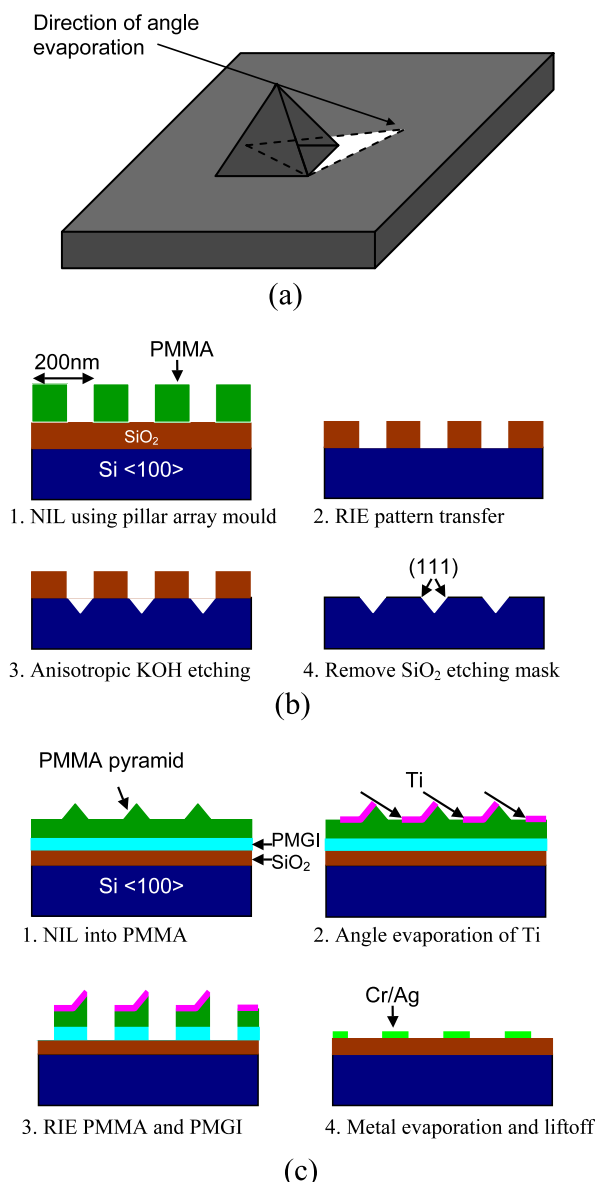 Direction of angle
evaporation
(a)
200nm
PMMA
SiO₂
Si <100>
1. NIL using pillar array mould
2. RIE pattern transfer
(111)
3. Anisotropic KOH etching
4. Remove SiO₂ etching mask
(b)
PMMA pyramid
Ti
PMGI
SiO₂
Si <100>
1. NIL into PMMA
2. Angle evaporation of Ti
Cr/Ag
3. RIE PMMA and PMGI
4. Metal evaporation and liftoff
(c)